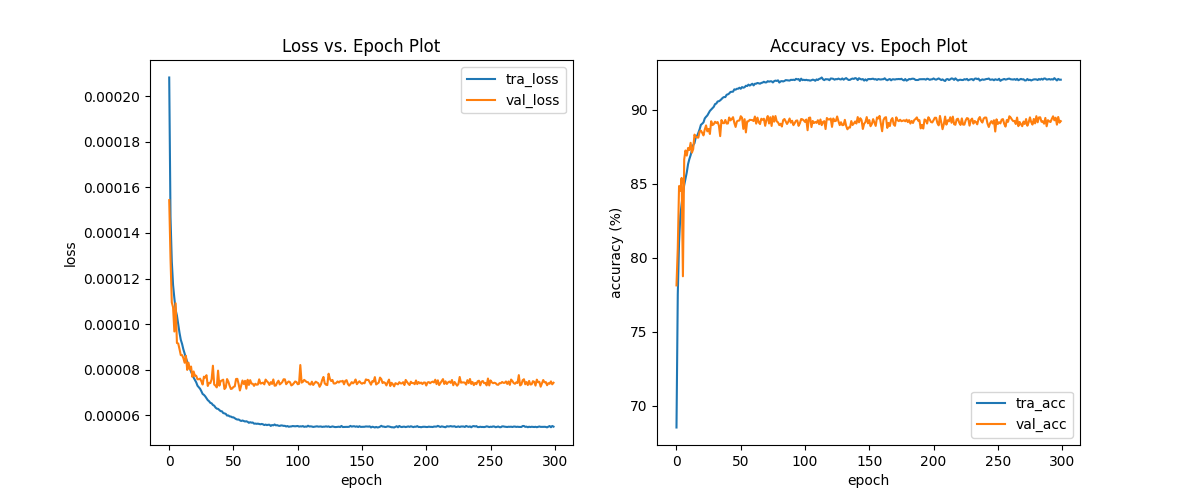 Loss vs. Epoch Plot
tra_loss
val_loss
0.00020
0.00018
0.00016
0.00014
0.00012
0.00010
0.00008
0.00006
loss
0 50 100 150 200 250 300
epoch
Accuracy vs. Epoch Plot
90
85
80
75
70
accuracy (%)
tra_acc
val_acc
0 50 100 150 200 250 300
epoch